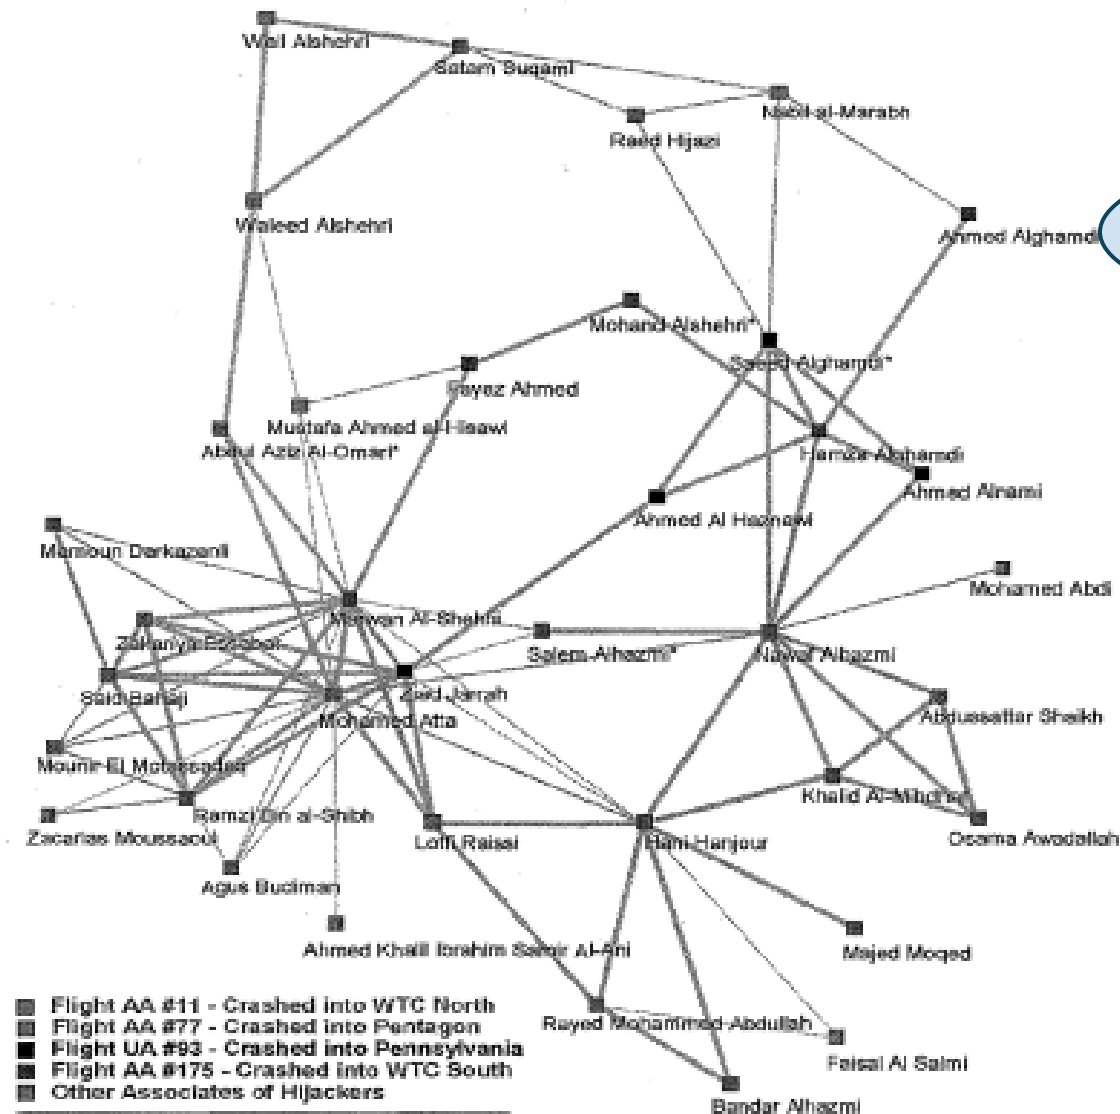 Wail Alshehri
Satam Suqami
Nabil al-Marabh
Raed Hijazi
Waleed Alshehri
Ahmed Alghamdi
Mohand Alshehri*
Saeed Alghamdi*
Fayez Ahmed
Mustafa Ahmed al-Hisawi
Abdul Aziz Al-Omari*
Hamza Alghamdi
Ahmed Alnami
Ahmed Al Haznawi
Mamoun Darkazanli
Mohamed Abdi
Marwan Al-Shehhi
Zakariya Essabar
Salem Alhazmi*
Nawaf Alhazmi
Said Bahaji
Ziad Jarrah
Mohamed Atta
Abdussattar Shaikh
Mounir El Motassadeq
Khalid Al-Mihdhar
Ramzi Bin al-Shibh
Zacarias Moussaoui
Lotfi Raissi
Hani Hanjour
Osama Awadallah
Agus Budiman
Ahmed Khalil Ibrahim Samir Al-Ani
Majed Moqed
Flight AA #11 - Crashed into WTC North
Flight AA #77 - Crashed into Pentagon
Flight UA #93 - Crashed into Pennsylvania
Flight AA #175 - Crashed into WTC South
Other Associates of Hijackers
Rayed Mohammed Abdullah
Faisal Al Salmi
Bandar Alhazmi